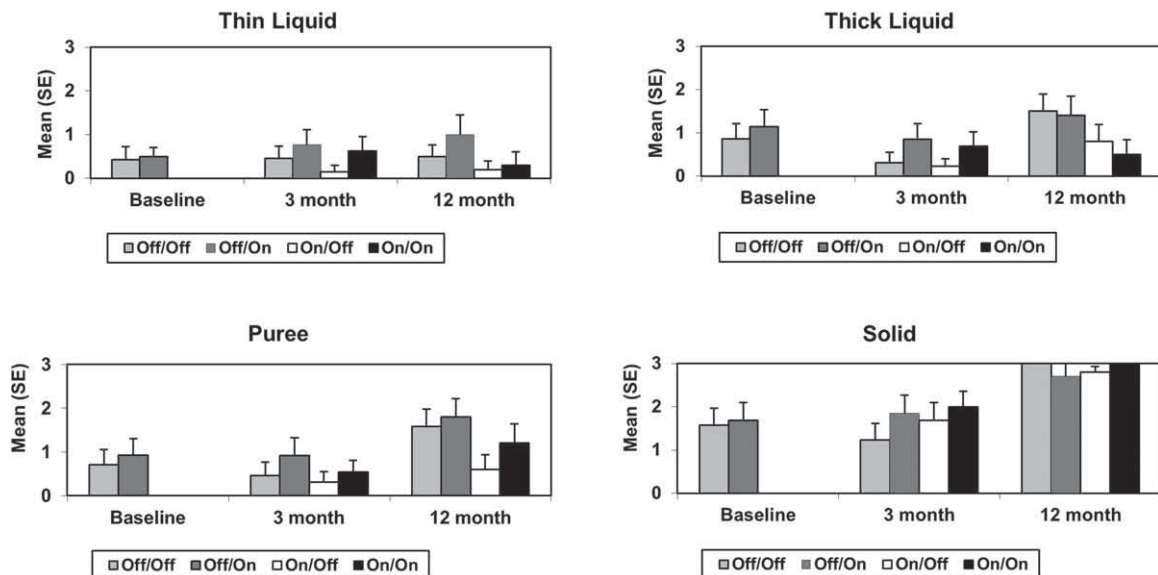 Thin Liquid
Mean (SE)
3
2
1
0
Baseline 3 month 12 month
Off/Off Off/On On/Off On/On
Thick Liquid
Mean (SE)
3
2
1
0
Baseline 3 month 12 month
Off/Off Off/On On/Off On/On
Puree
Mean (SE)
3
2
1
0
Baseline 3 month 12 month
Off/Off Off/On On/Off On/On
Solid
Mean (SE)
3
2
1
0
Baseline 3 month 12 month
Off/Off Off/On On/Off On/On